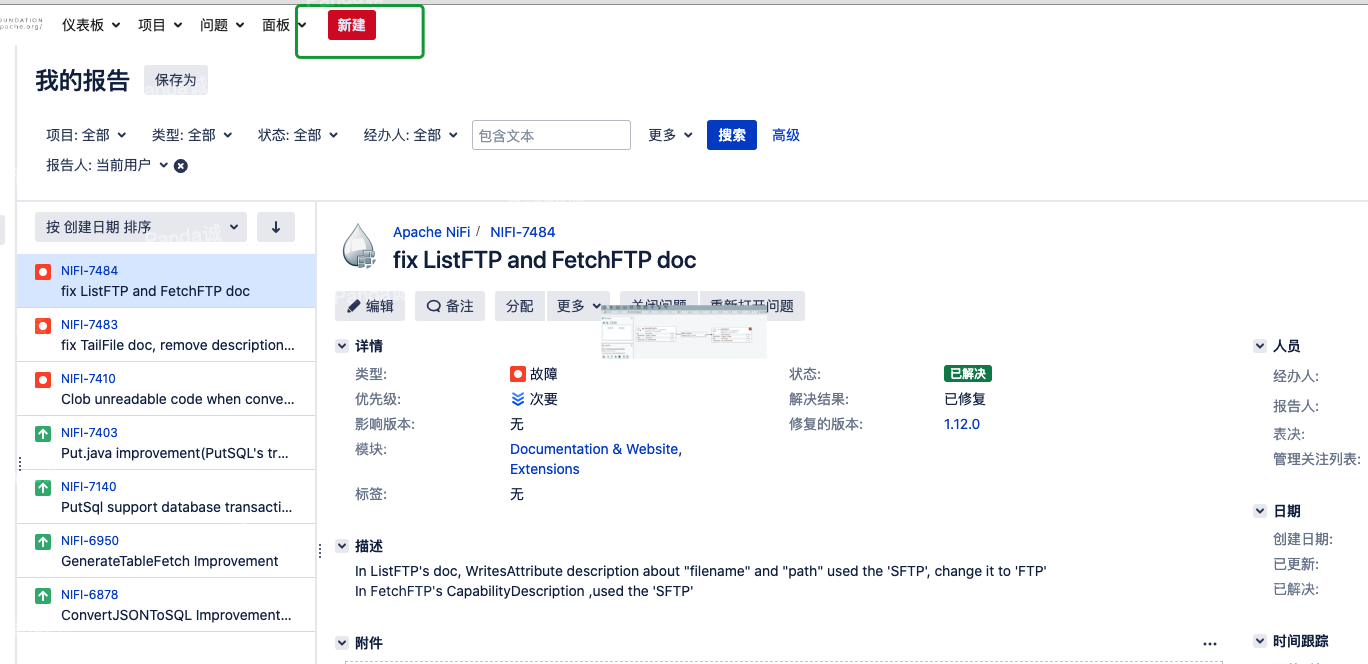 FOUNDATION
pache.org/
仪表板 项目 问题 面板 新建
我的报告 保存为
项目: 全部 类型: 全部 状态: 全部 经办人: 全部 包含文本 更多 搜索 高级
报告人: 当前用户
按 创建日期 排序
NIFI-7484
fix ListFTP and FetchFTP doc
NIFI-7483
fix TailFile doc, remove description...
NIFI-7410
Clob unreadable code when conve...
NIFI-7403
Put.java improvement(PutSQL's tr...
NIFI-7140
PutSql support database transacti...
NIFI-6950
GenerateTableFetch Improvement
NIFI-6878
ConvertJSONToSQL Improvement...
Apache NiFi / NIFI-7484
fix ListFTP and FetchFTP doc
编辑 备注 分配 更多 关闭问题 重新打开问题
详情
类型: 故障 状态: 已解决
优先级: 次要 解决结果: 已修复
影响版本: 无 修复的版本: 1.12.0
模块: Documentation & Website,
Extensions
标签: 无
描述
In ListFTP's doc, WritesAttribute description about "filename" and "path" used the 'SFTP', change it to 'FTP'
In FetchFTP's CapabilityDescription ,used the 'SFTP'
附件
人员
经办人:
报告人:
表决:
管理关注列表:
日期
创建日期:
已更新:
已解决:
时间跟踪
Panda诚